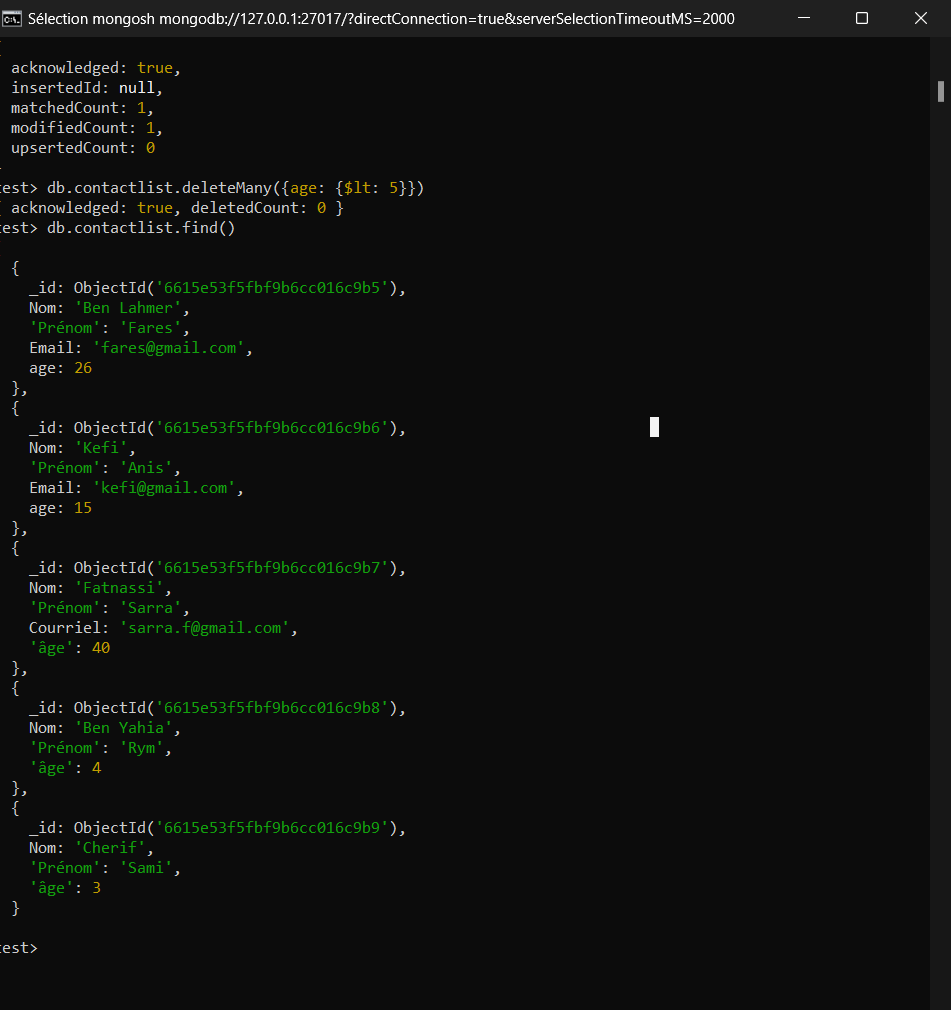 Sélection mongosh mongodb://127.0.0.1:27017/?directConnection=true&serverSelectionTimeoutMS=2000
acknowledged: true,
insertedId: null,
matchedCount: 1,
modifiedCount: 1,
upsertedCount: 0
test> db.contactlist.deleteMany({age: {$lt: 5}})
{ acknowledged: true, deletedCount: 0 }
test> db.contactlist.find()
{
_id: ObjectId('6615e53f5fbf9b6cc016c9b5'),
Nom: 'Ben Lahmer',
'Prénom': 'Fares',
Email: 'fares@gmail.com',
age: 26
},
{
_id: ObjectId('6615e53f5fbf9b6cc016c9b6'),
Nom: 'Kefi',
'Prénom': 'Anis',
Email: 'kefi@gmail.com',
age: 15
},
{
_id: ObjectId('6615e53f5fbf9b6cc016c9b7'),
Nom: 'Fatnassi',
'Prénom': 'Sarra',
Courriel: 'sarra.f@gmail.com',
'âge': 40
},
{
_id: ObjectId('6615e53f5fbf9b6cc016c9b8'),
Nom: 'Ben Yahia',
'Prénom': 'Rym',
'âge': 4
},
{
_id: ObjectId('6615e53f5fbf9b6cc016c9b9'),
Nom: 'Cherif',
'Prénom': 'Sami',
'âge': 3
}
test>